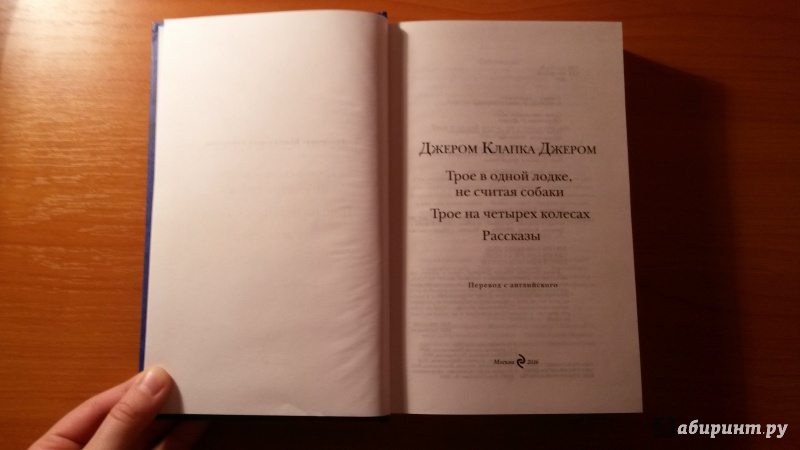 Джером Клапка Джером
Трое в одной лодке,
не считая собаки
Трое на четырех колесах
Рассказы
Перевод с английского
Москва
абиринт.ру